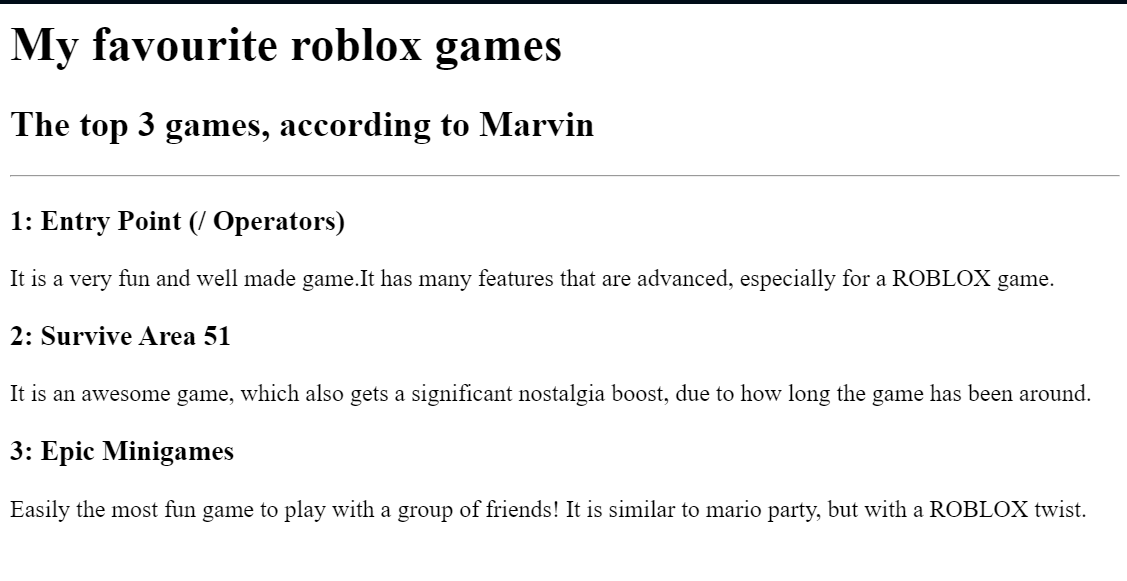 My favourite roblox games
The top 3 games, according to Marvin
1: Entry Point (/ Operators)
It is a very fun and well made game.It has many features that are advanced, especially for a ROBLOX game.
2: Survive Area 51
It is an awesome game, which also gets a significant nostalgia boost, due to how long the game has been around.
3: Epic Minigames
Easily the most fun game to play with a group of friends! It is similar to mario party, but with a ROBLOX twist.